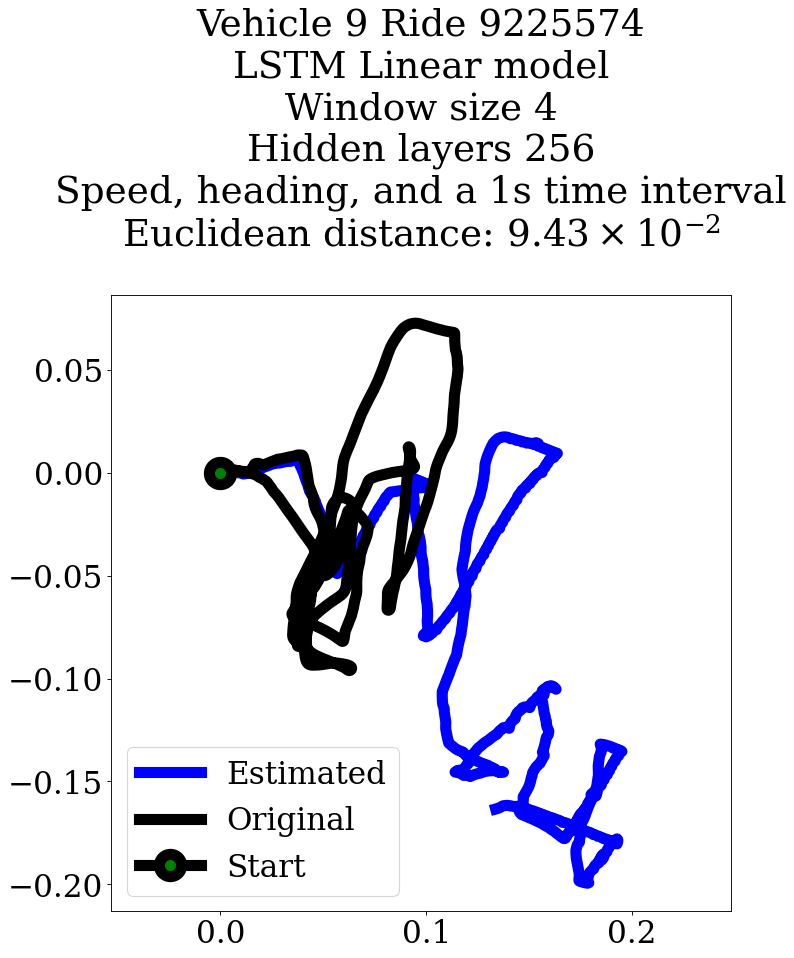 Vehicle 9 Ride 9225574
LSTM Linear model
Window size 4
Hidden layers 256
Speed, heading, and a 1s time interval
Euclidean distance: 9.43 × 10⁻²
0.05
0.00
−0.05
−0.10
−0.15
−0.20
Estimated
Original
Start
0.0 0.1 0.2